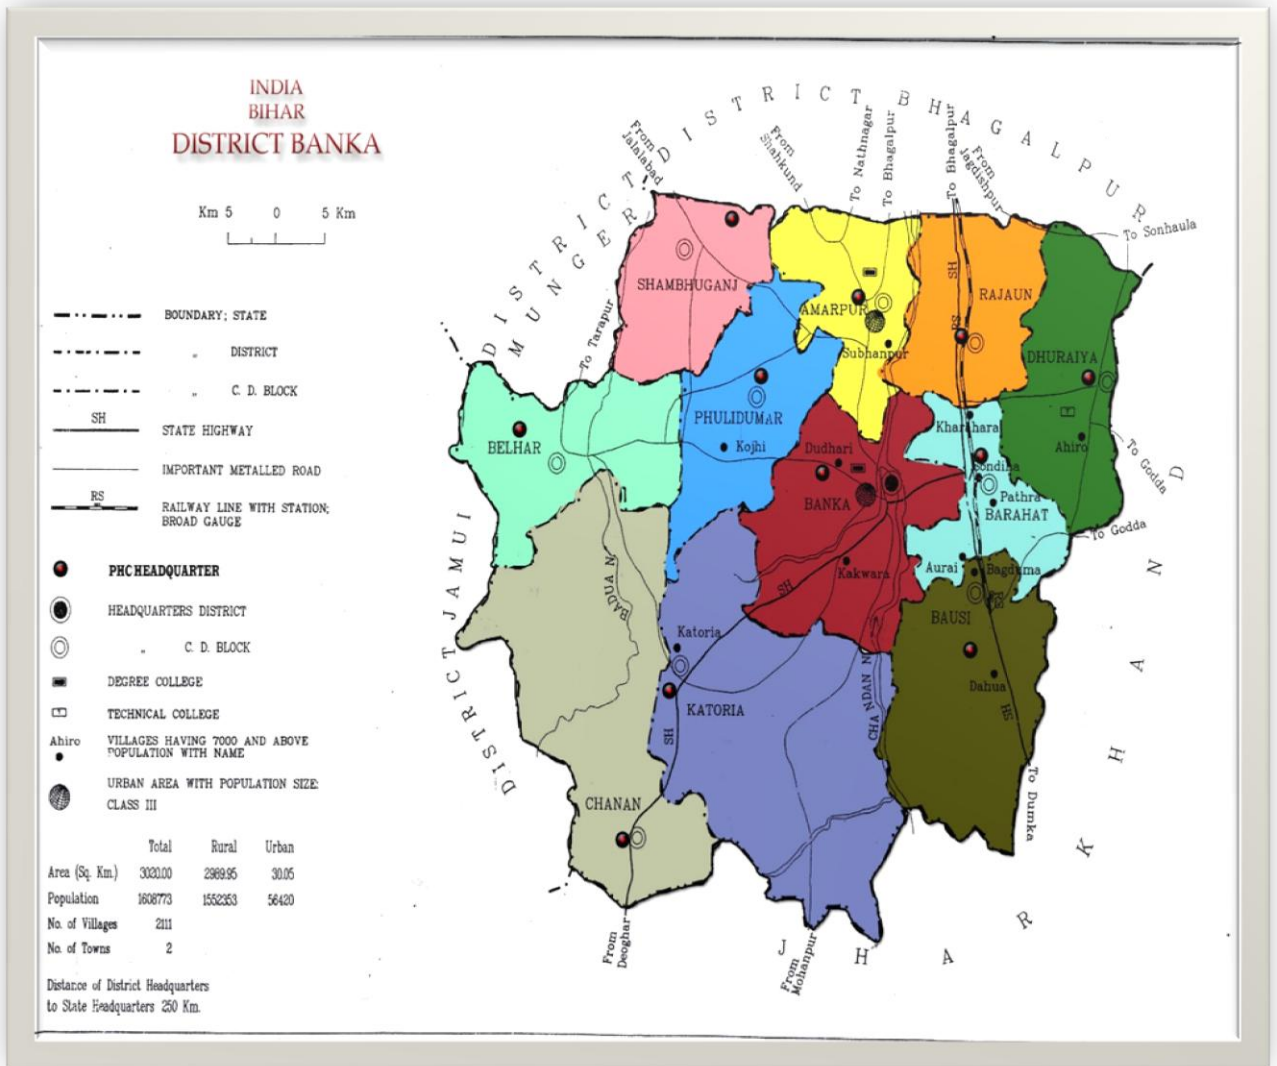 INDIA
BIHAR
DISTRICT BANKA
Km 5 0 5 Km
BOUNDARY; STATE
" DISTRICT
" C. D. BLOCK
SH
STATE HIGHWAY
IMPORTANT METALLED ROAD
RS
RAILWAY LINE WITH STATION;
BROAD GAUGE
PHC HEADQUARTER
HEADQUARTERS DISTRICT
" C. D. BLOCK
DEGREE COLLEGE
T
TECHNICAL COLLEGE
Ahiro
VILLAGES HAVING 7000 AND ABOVE
POPULATION WITH NAME
URBAN AREA WITH POPULATION SIZE:
CLASS III
Total Rural Urban
Area (Sq. Km.) 3020.00 2989.95 30.05
Population 1608773 1552353 56420
No. of Villages 2111
No. of Towns 2
Distance of District Headquarters
to State Headquarters 250 Km.
DISTRICT BHAGALPUR
DISTRICT
MUNGER
DISTRICT JAMUI
JHARKHAND
From
Jalalabad
From
Shahkund
To Nathnagar
To Bhagalpur
To Bhagalpur
From
Jagdishpur
To Sonhaula
To Tarapur
To Godda
To Godda
To Dumka
From
Mohanpur
From
Deoghar
SHAMBHUGANJ
AMARPUR
Subhanpur
SH
RAJAUN
RS
DHURAIYA
T
Ahiro
PHULIDUMAR
Kojhi
BELHAR
Dudhari
BANKA
Kakwara
SH
Kharhara
Sondiha
Pathra
BARAHAT
Aurai
Bagduma
BAUSI
Dahua
SH
BADUA N
Katoria
KATORIA
SH
CHANDAN N
CHANAN